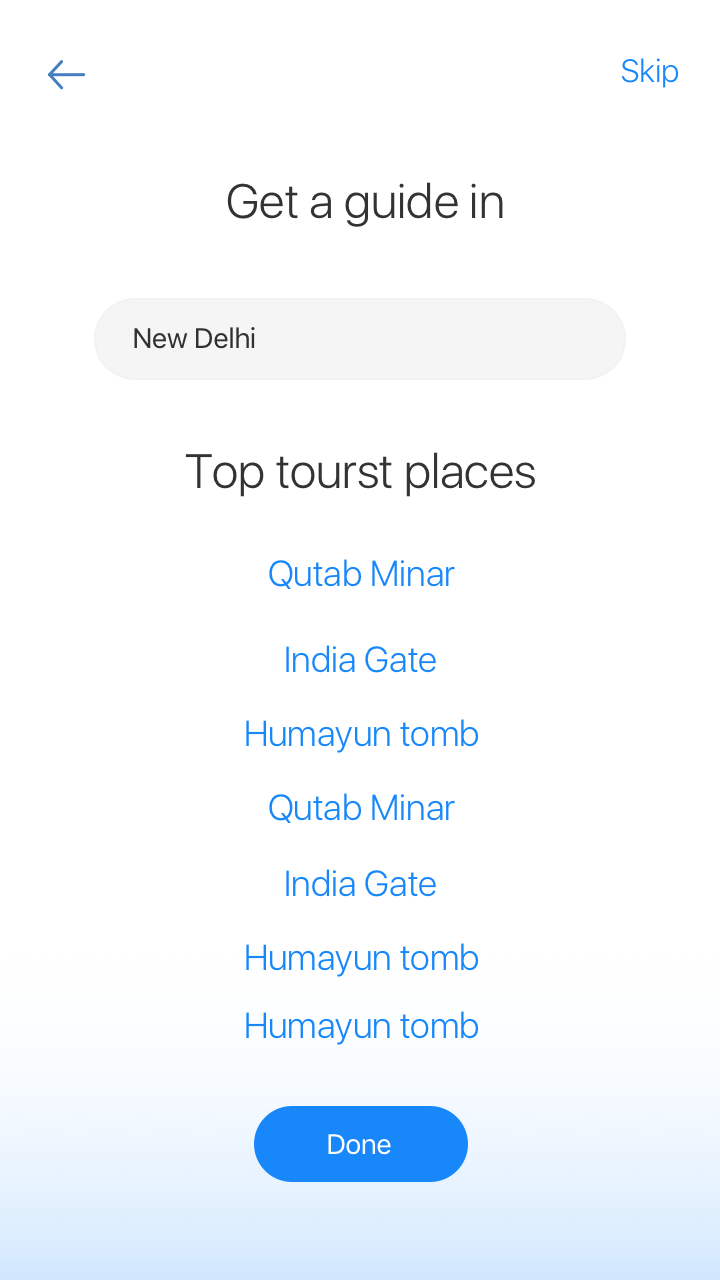 Skip
Get a guide in
New Delhi
Top tourst places
Qutab Minar
India Gate
Humayun tomb
Qutab Minar
India Gate
Humayun tomb
Humayun tomb
Done